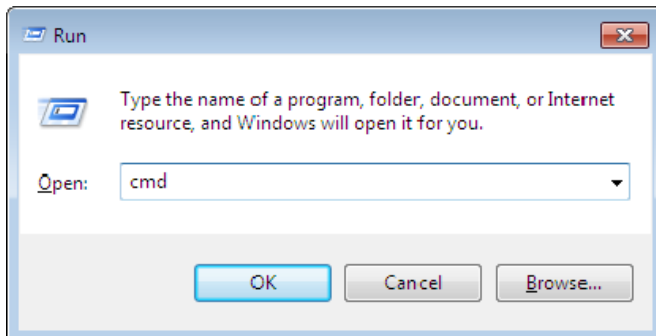 Run
Type the name of a program, folder, document, or Internet
resource, and Windows will open it for you.
Open:
cmd
OK
Cancel
Browse...